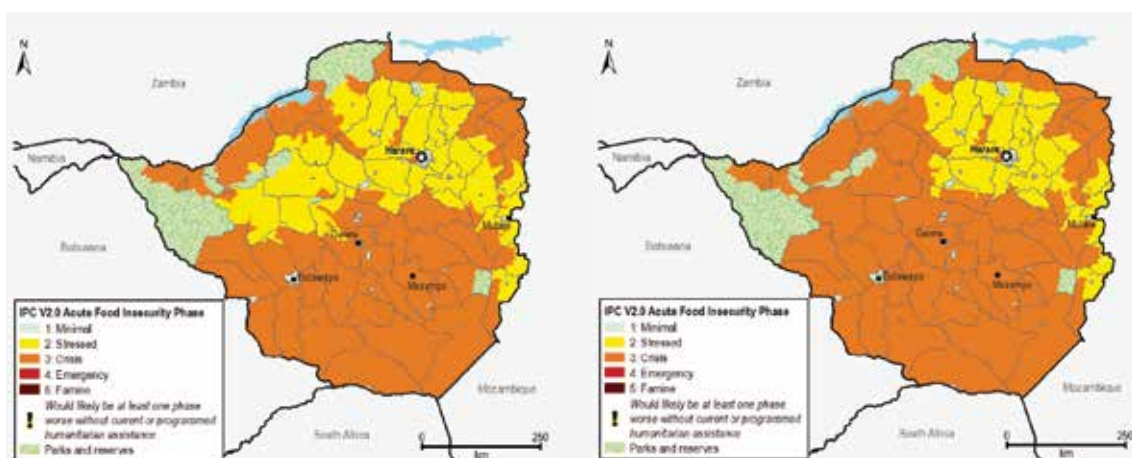 N
Zambia
Namibia
Harare
Botswana
Bulawayo
Masvingo
Mozambique
South Africa
0 250
km
IPC V2.0 Acute Food Insecurity Phase
1: Minimal
2: Stressed
3: Crisis
4: Emergency
5: Famine
!
Would likely be at least one phase
worse without current or programmed
humanitarian assistance
Parks and reserves
N
Zambia
Namibia
Harare
Mutare
Botswana
Gweru
Bulawayo
Masvingo
Mozambique
South Africa
0 250
km
IPC V2.0 Acute Food Insecurity Phase
1: Minimal
2: Stressed
3: Crisis
4: Emergency
5: Famine
!
Would likely be at least one phase
worse without current or programmed
humanitarian assistance
Parks and reserves